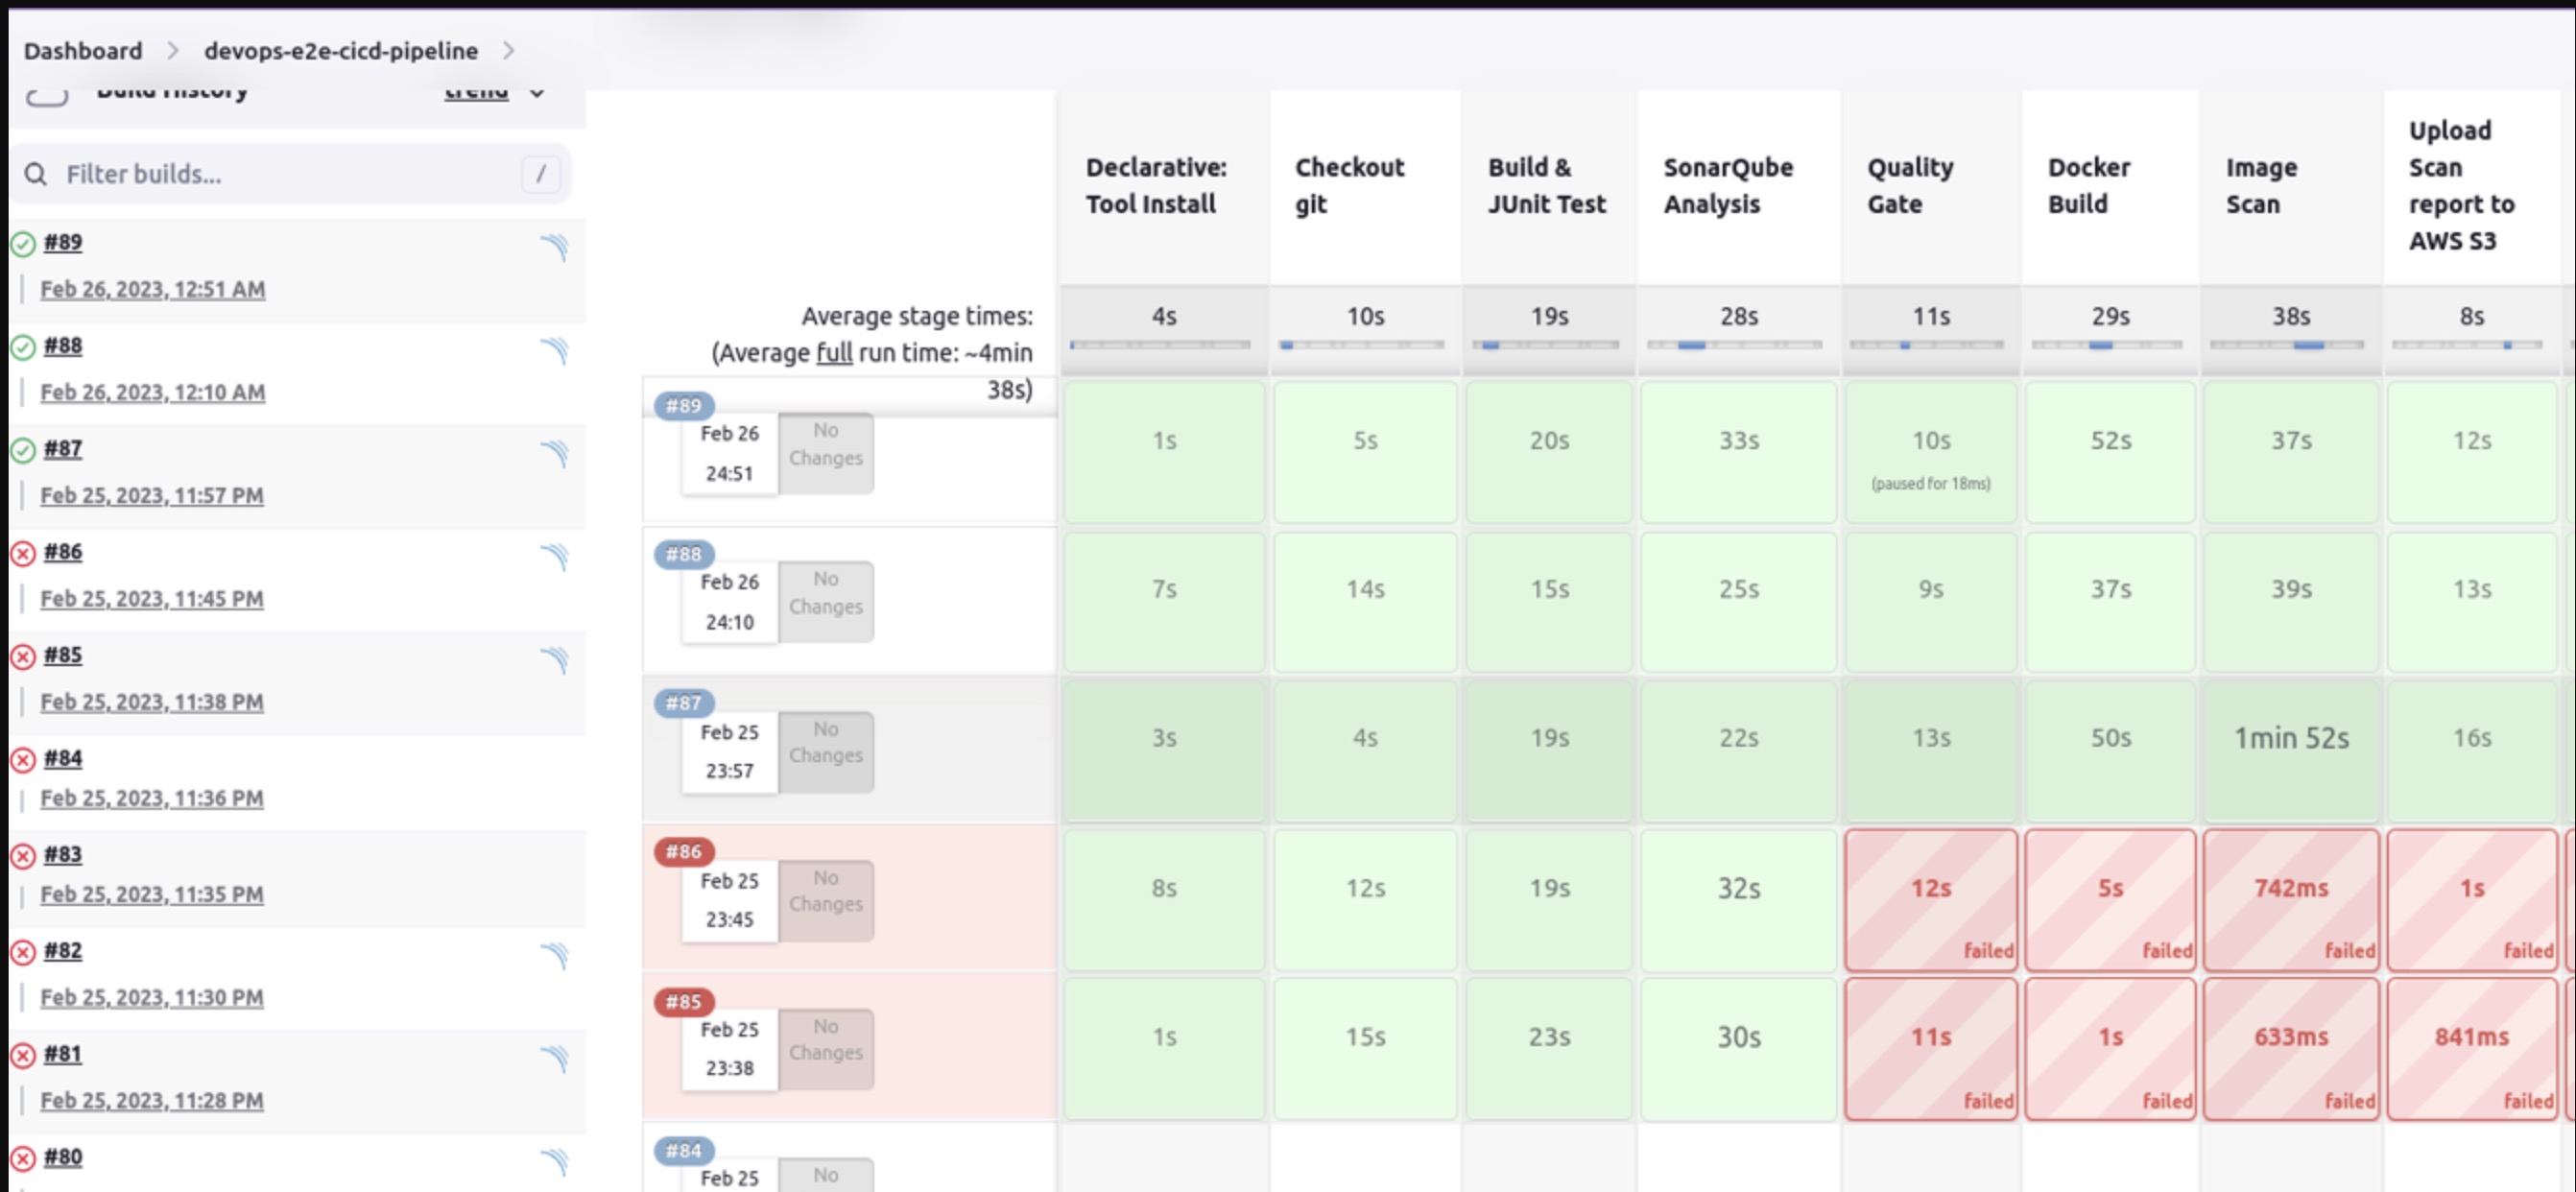 Dashboard
devops-e2e-cicd-pipeline
Build History
trend
Filter builds...
/
#89
Feb 26, 2023, 12:51 AM
#88
Feb 26, 2023, 12:10 AM
#87
Feb 25, 2023, 11:57 PM
#86
Feb 25, 2023, 11:45 PM
#85
Feb 25, 2023, 11:38 PM
#84
Feb 25, 2023, 11:36 PM
#83
Feb 25, 2023, 11:35 PM
#82
Feb 25, 2023, 11:30 PM
#81
Feb 25, 2023, 11:28 PM
#80
Declarative:
Tool Install
Checkout
git
Build &
JUnit Test
SonarQube
Analysis
Quality
Gate
Docker
Build
Image
Scan
Upload
Scan
report to
AWS S3
Average stage times:
(Average full run time: ~4min
38s)
4s
10s
19s
28s
11s
29s
38s
8s
#89
Feb 26
24:51
No
Changes
1s
5s
20s
33s
10s
(paused for 18ms)
52s
37s
12s
#88
Feb 26
24:10
No
Changes
7s
14s
15s
25s
9s
37s
39s
13s
#87
Feb 25
23:57
No
Changes
3s
4s
19s
22s
13s
50s
1min 52s
16s
#86
Feb 25
23:45
No
Changes
8s
12s
19s
32s
12s
failed
5s
failed
742ms
failed
1s
failed
#85
Feb 25
23:38
No
Changes
1s
15s
23s
30s
11s
failed
1s
failed
633ms
failed
841ms
failed
#84
Feb 25
No